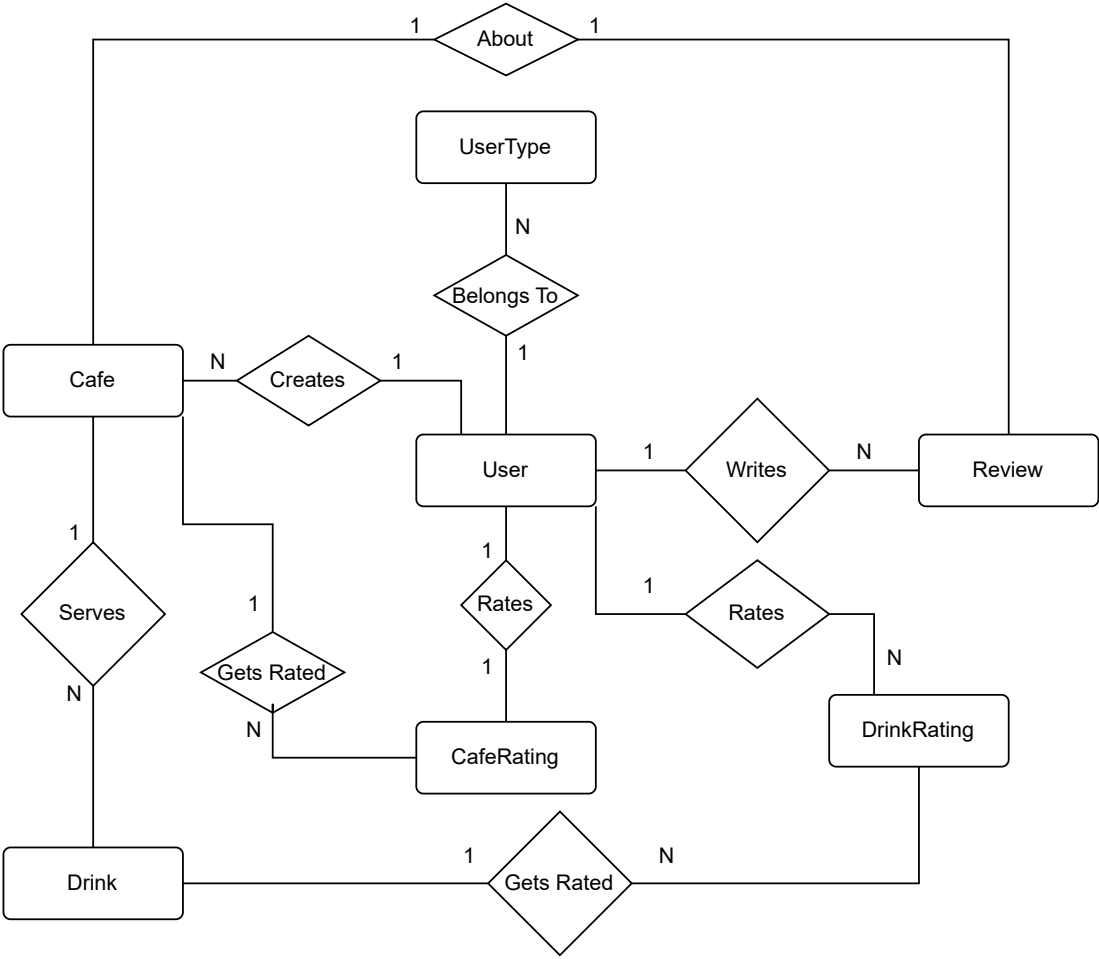 1
About
1
UserType
N
Belongs To
1
Cafe
N
Creates
1
User
1
Writes
N
Review
1
Serves
N
1
Gets Rated
N
1
Rates
1
CafeRating
1
Rates
N
DrinkRating
Drink
1
Gets Rated
N